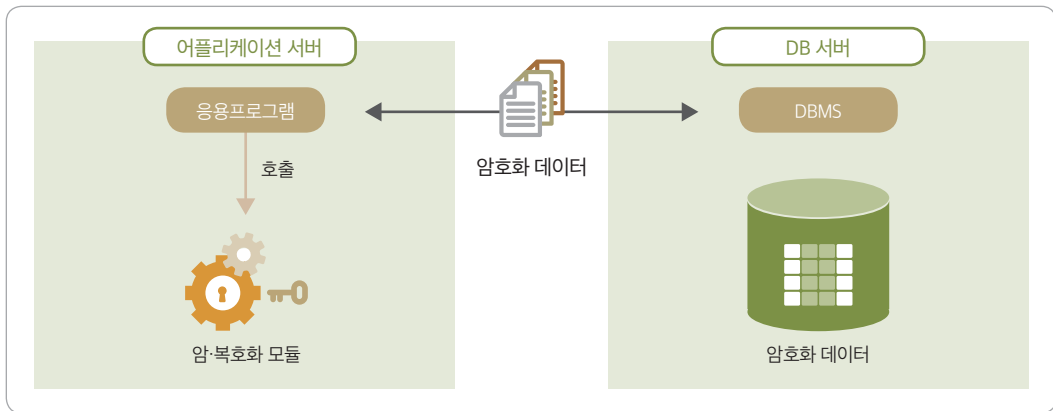 어플리케이션 서버
DB 서버
응용프로그램
DBMS
호출
암호화 데이터
암·복호화 모듈
암호화 데이터